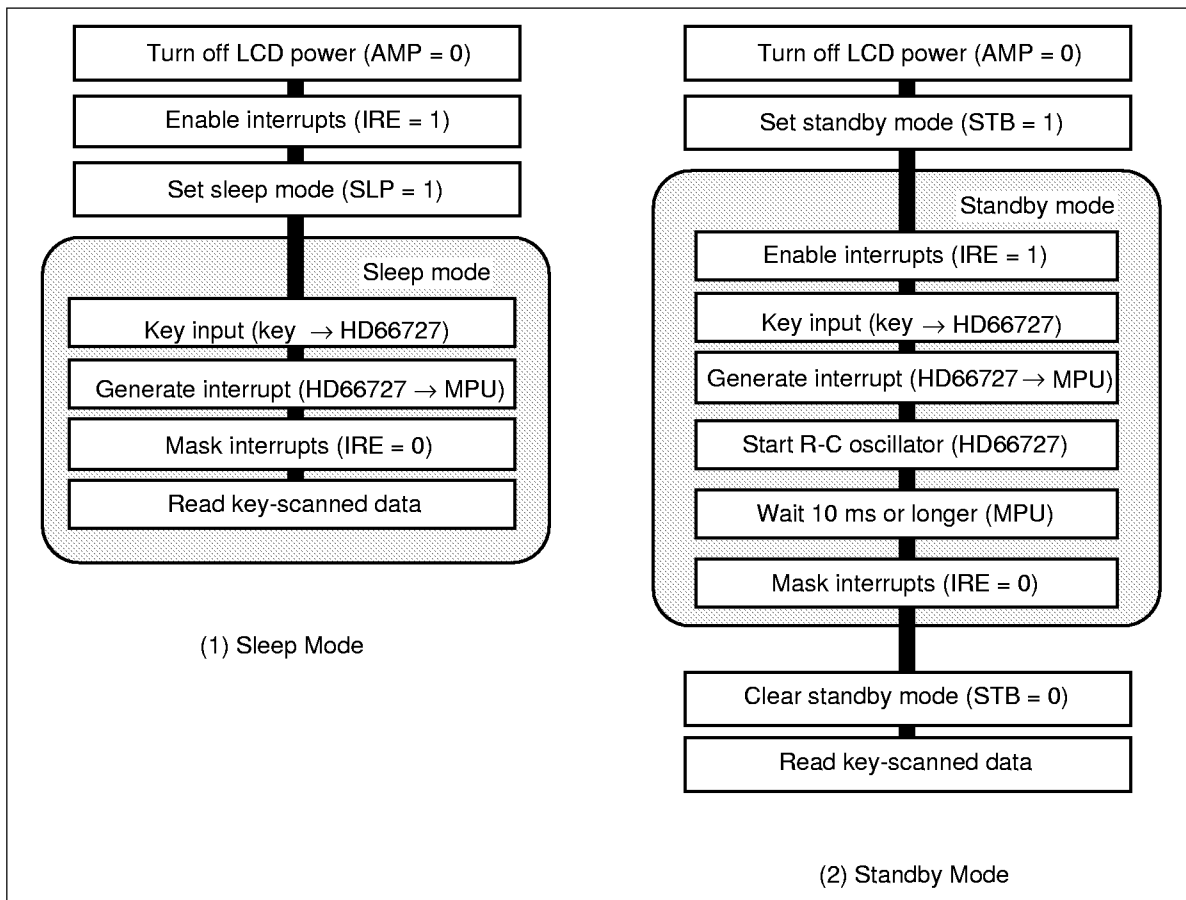 Turn off LCD power (AMP = 0)
Enable interrupts (IRE = 1)
Set sleep mode (SLP = 1)
Sleep mode
Key input (key → HD66727)
Generate interrupt (HD66727 → MPU)
Mask interrupts (IRE = 0)
Read key-scanned data
(1) Sleep Mode
Turn off LCD power (AMP = 0)
Set standby mode (STB = 1)
Standby mode
Enable interrupts (IRE = 1)
Key input (key → HD66727)
Generate interrupt (HD66727 → MPU)
Start R-C oscillator (HD66727)
Wait 10 ms or longer (MPU)
Mask interrupts (IRE = 0)
Clear standby mode (STB = 0)
Read key-scanned data
(2) Standby Mode